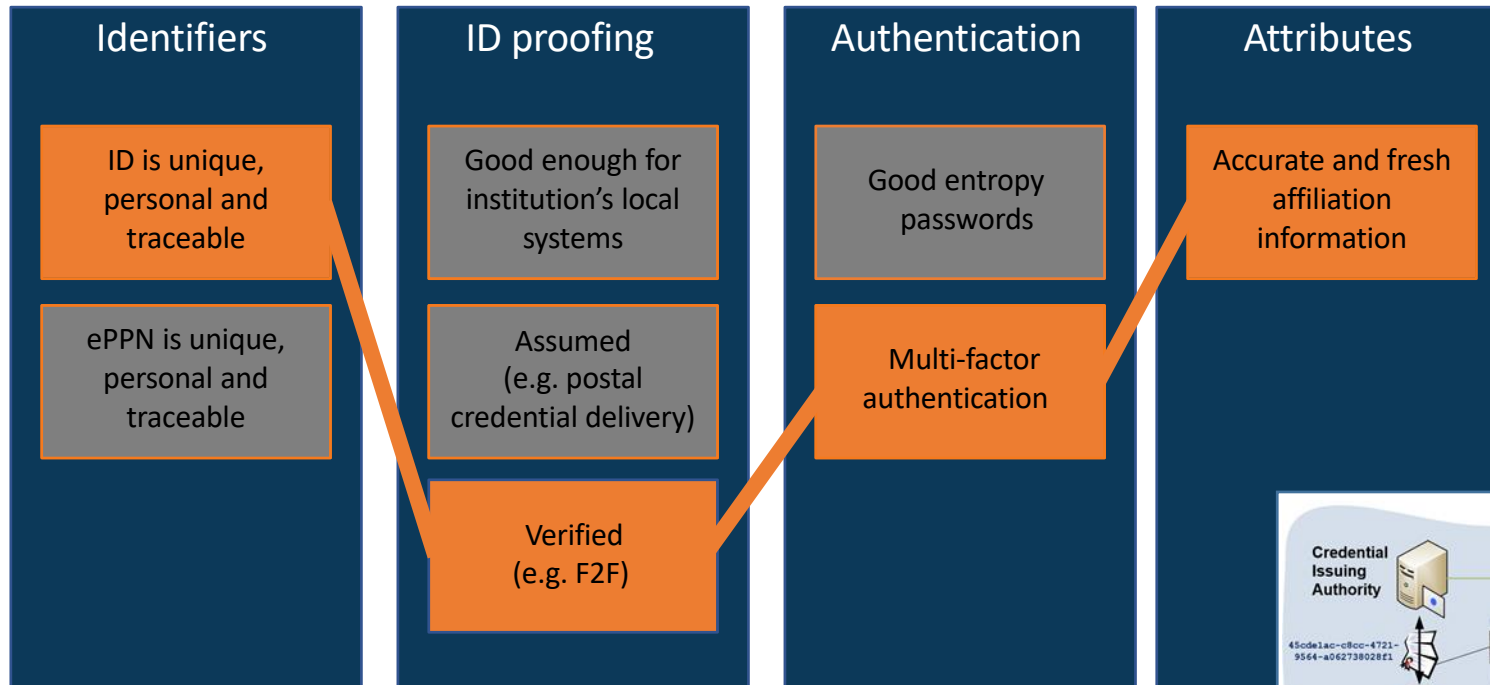 Identifiers
ID is unique,
personal and
traceable
ePPN is unique,
personal and
traceable
ID proofing
Good enough for
institution’s local
systems
Assumed
(e.g. postal
credential delivery)
Verified
(e.g. F2F)
Authentication
Good entropy
passwords
Multi-factor
authentication
Attributes
Accurate and fresh
affiliation
information
Credential
Issuing
Authority
45cde1ac-c8cc-4721-
9564-a062738028f1